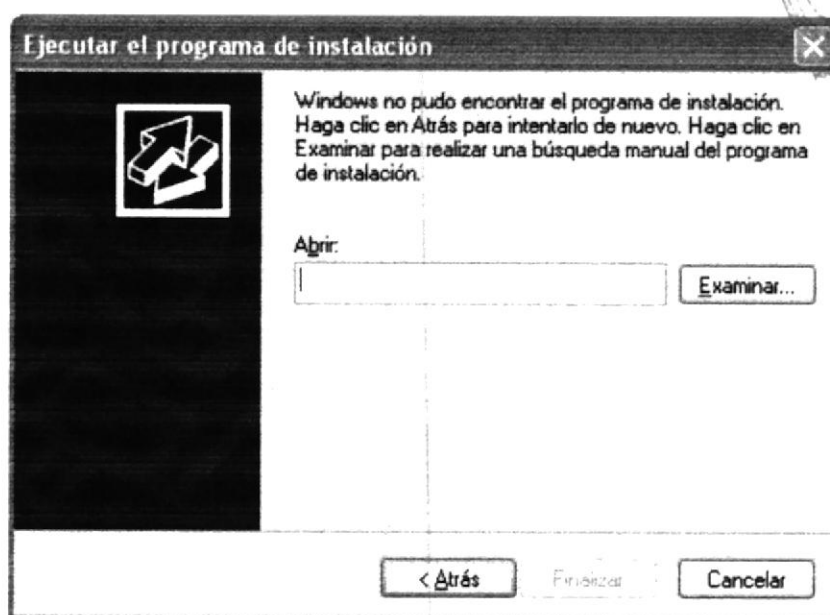 Ejecutar el programa de instalación
Windows no pudo encontrar el programa de instalación.
Haga clic en Atrás para intentarlo de nuevo. Haga clic en
Examinar para realizar una búsqueda manual del programa
de instalación.
Abrir:
Examinar...
< Atrás Finalizar Cancelar